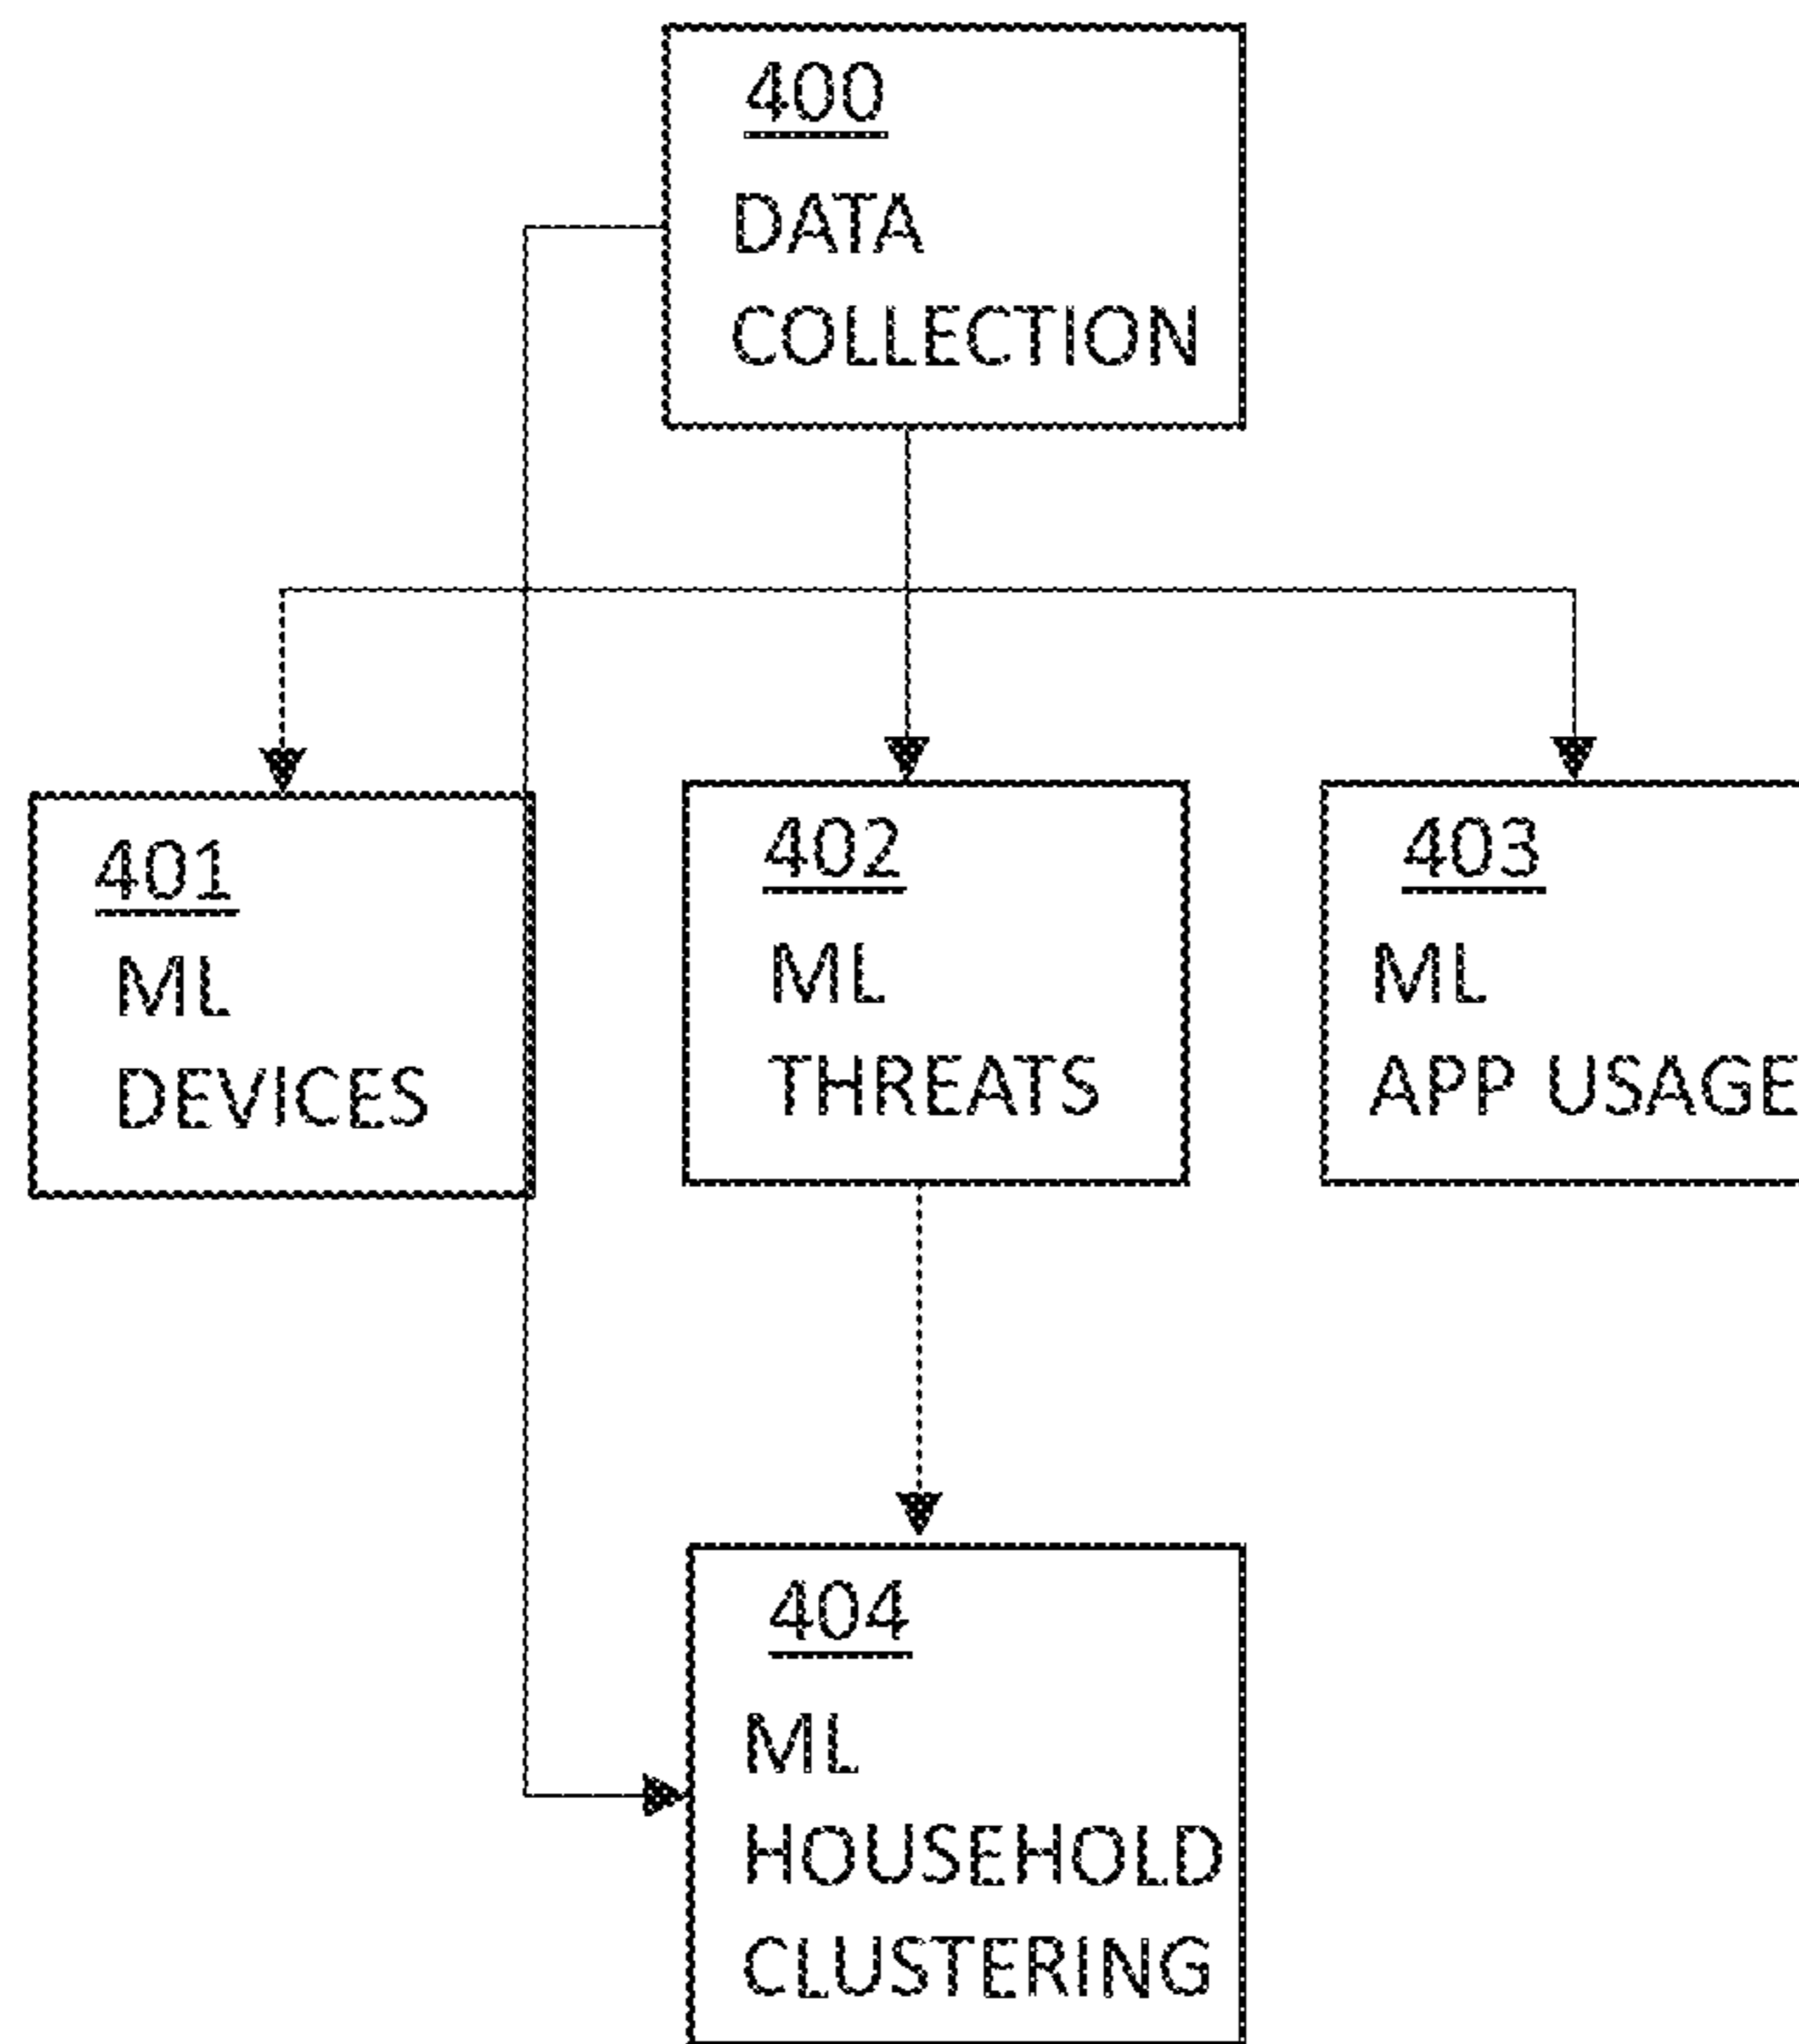 400
DATA
COLLECTION
401
ML
DEVICES
402
ML
THREATS
403
ML
APP USAGE
404
ML
HOUSEHOLD
CLUSTERING